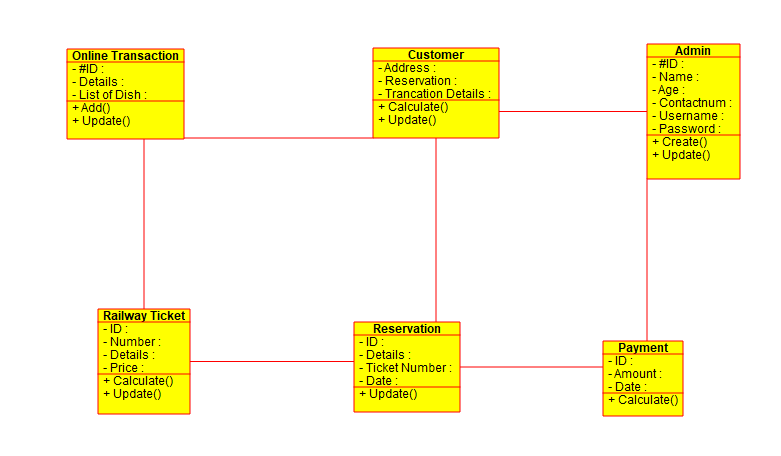 Online Transaction
- #ID :
- Details :
- List of Dish :
+ Add()
+ Update()
Customer
- Address :
- Reservation :
- Trancation Details :
+ Calculate()
+ Update()
Admin
- #ID :
- Name :
- Age :
- Contactnum :
- Username :
- Password :
+ Create()
+ Update()
Railway Ticket
- ID :
- Number :
- Details :
- Price :
+ Calculate()
+ Update()
Reservation
- ID :
- Details :
- Ticket Number :
- Date :
+ Update()
Payment
- ID :
- Amount :
- Date :
+ Calculate()